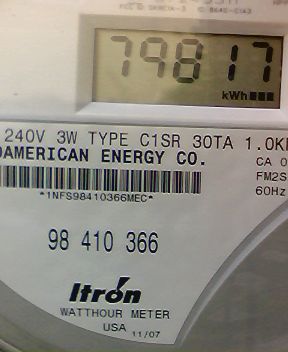 79817
kWh
240V 3W TYPE C1SR 30TA 1.0K
AMERICAN ENERGY CO.
CA 0
FM2S
60Hz
*1NFS98410366MEC*
98 410 366
Itrón
WATTHOUR METER
USA 11/07